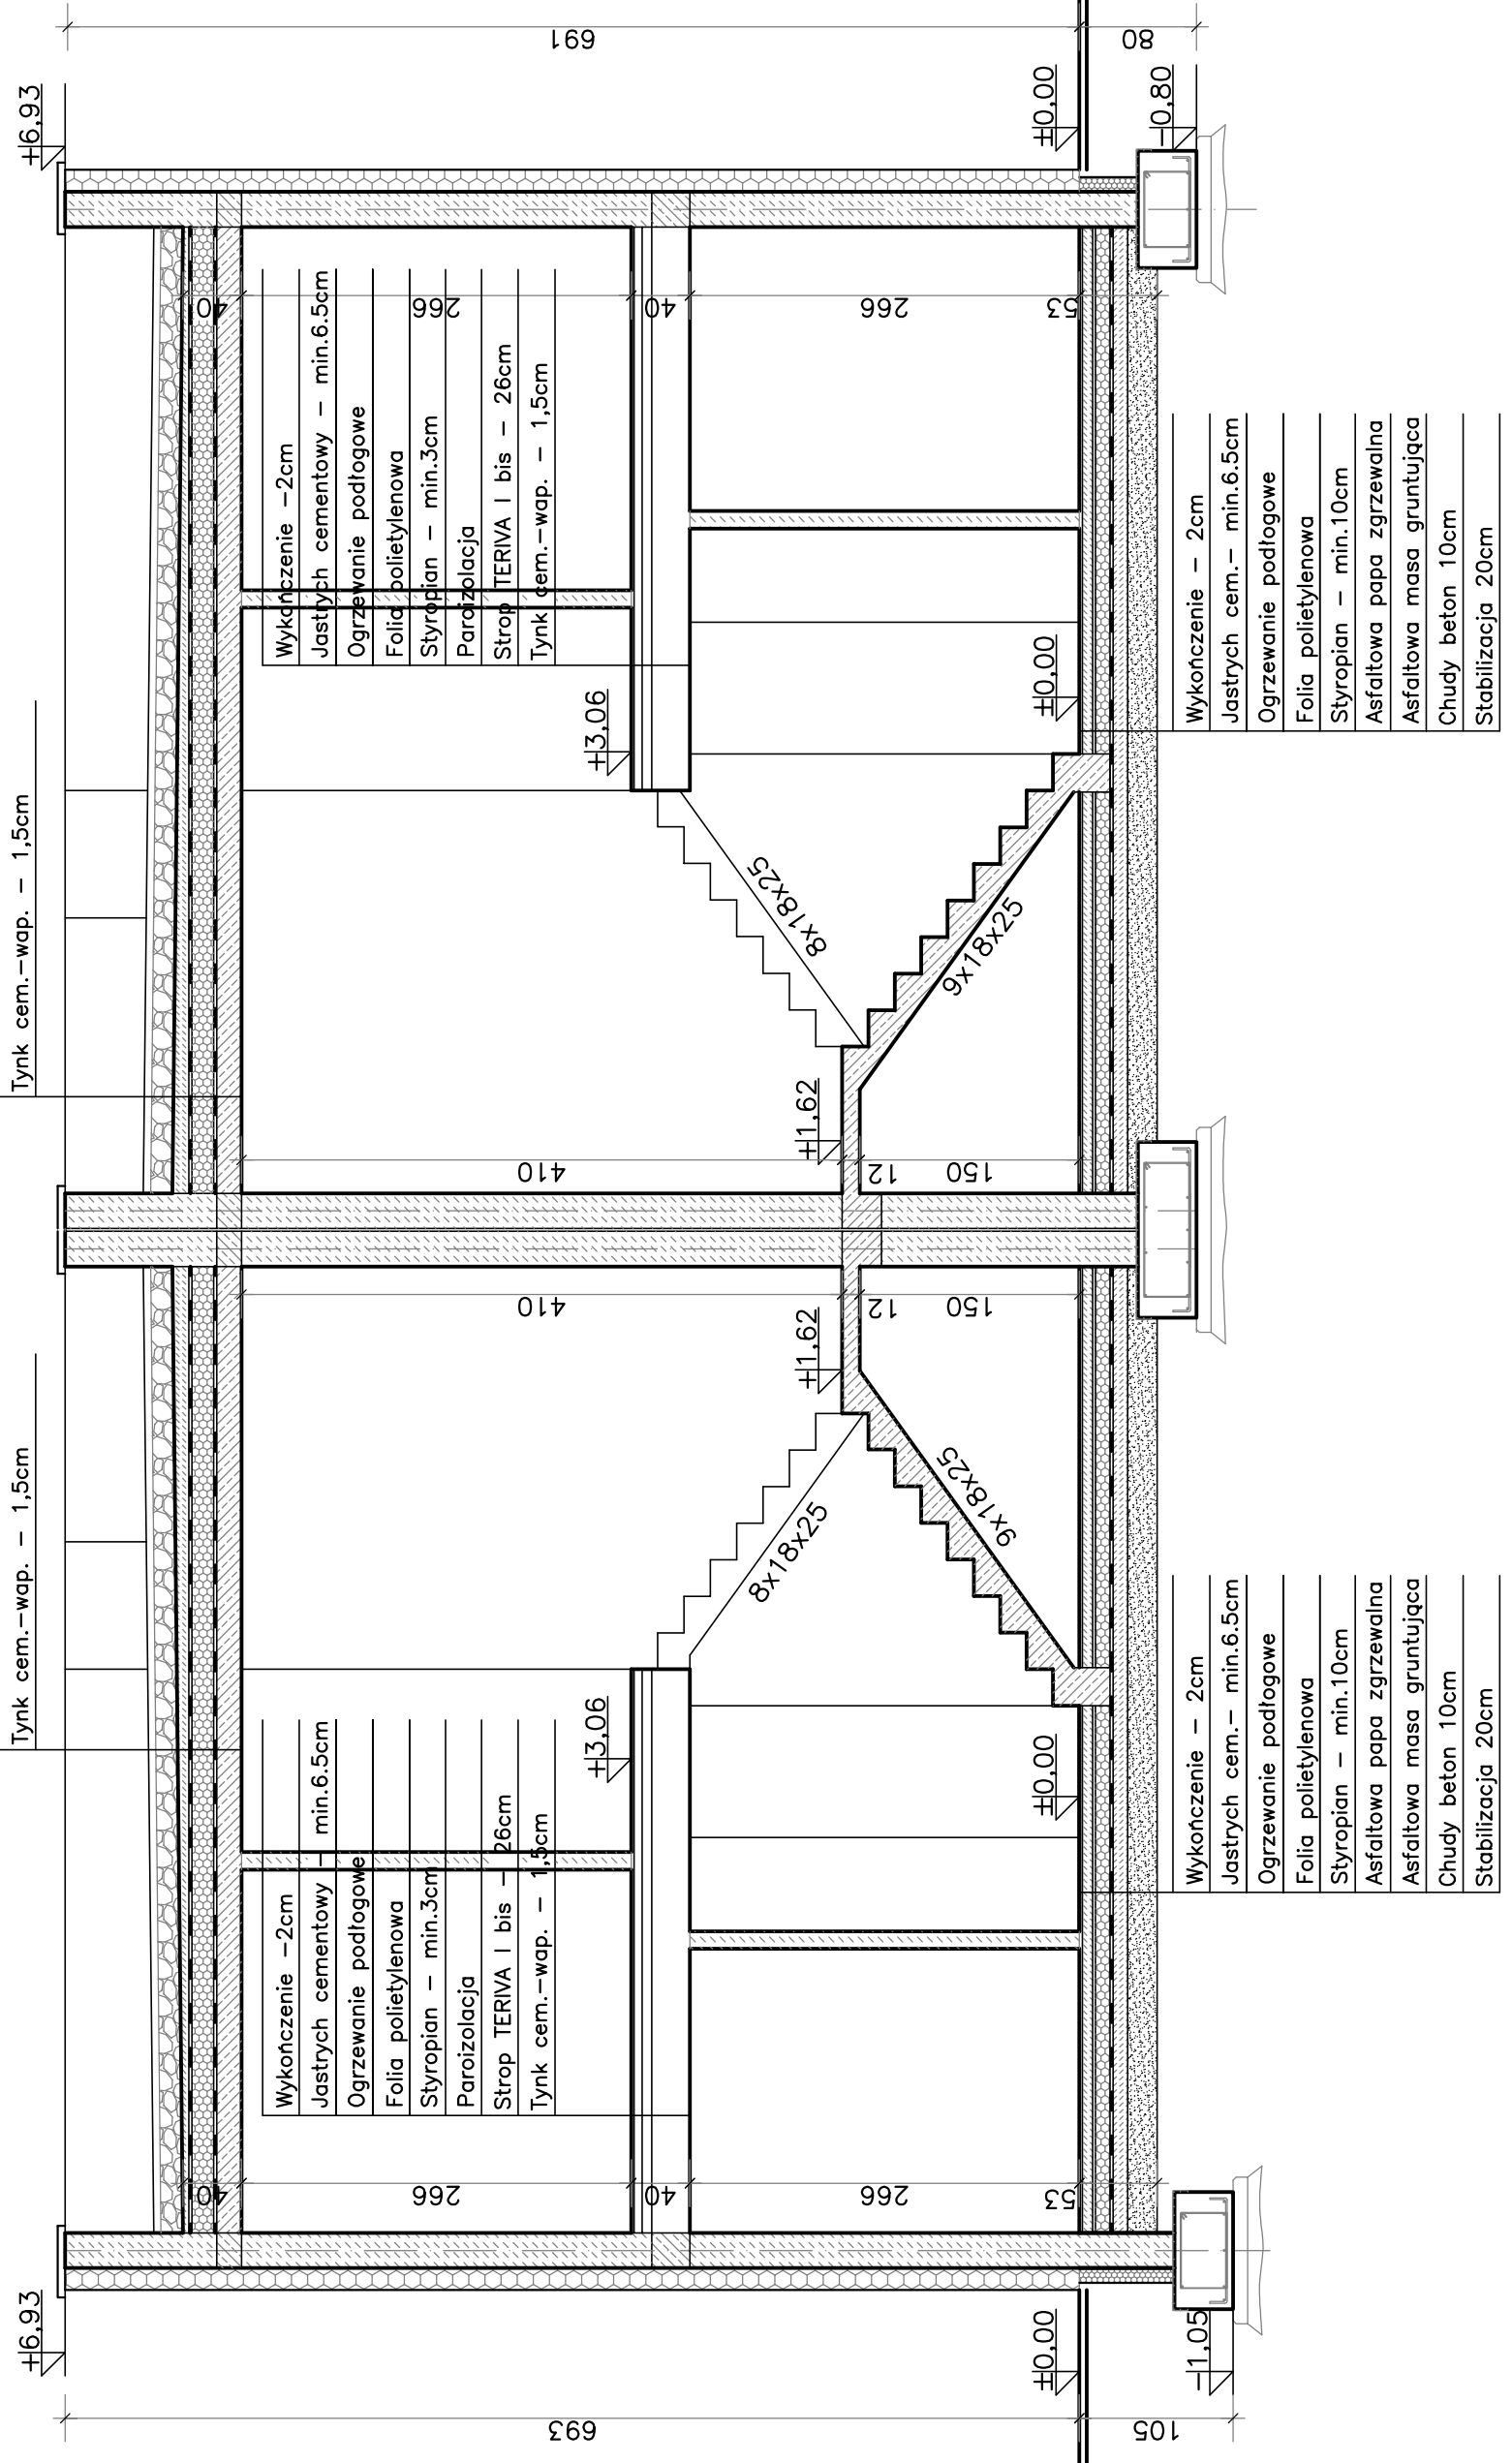 Tynk cem.-wap. - 1,5cm
Tynk cem.-wap. - 1,5cm
+6,93
+6,93
693
691
40
266
40
266
53
40
266
40
266
53
410
12
150
410
12
150
Wykończenie -2cm
Jastrych cementowy - min.6.5cm
Ogrzewanie podłogowe
Folia polietylenowa
Styropian - min.3cm
Paroizolacja
Strop TERIVA I bis - 26cm
Tynk cem.-wap. - 1,5cm
Wykończenie -2cm
Jastrych cementowy - min.6.5cm
Ogrzewanie podłogowe
Folia polietylenowa
Styropian - min.3cm
Paroizolacja
Strop TERIVA I bis - 26cm
Tynk cem.-wap. - 1,5cm
+3,06
+3,06
8x18x25
8x18x25
+1,62
+1,62
9x18x25
9x18x25
±0,00
±0,00
±0,00
±0,00
-1,05
-0,80
105
80
Wykończenie - 2cm
Jastrych cem.- min.6.5cm
Ogrzewanie podłogowe
Folia polietylenowa
Styropian - min.10cm
Asfaltowa papa zgrzewalna
Asfaltowa masa gruntująca
Chudy beton 10cm
Stabilizacja 20cm
Wykończenie - 2cm
Jastrych cem.- min.6.5cm
Ogrzewanie podłogowe
Folia polietylenowa
Styropian - min.10cm
Asfaltowa papa zgrzewalna
Asfaltowa masa gruntująca
Chudy beton 10cm
Stabilizacja 20cm